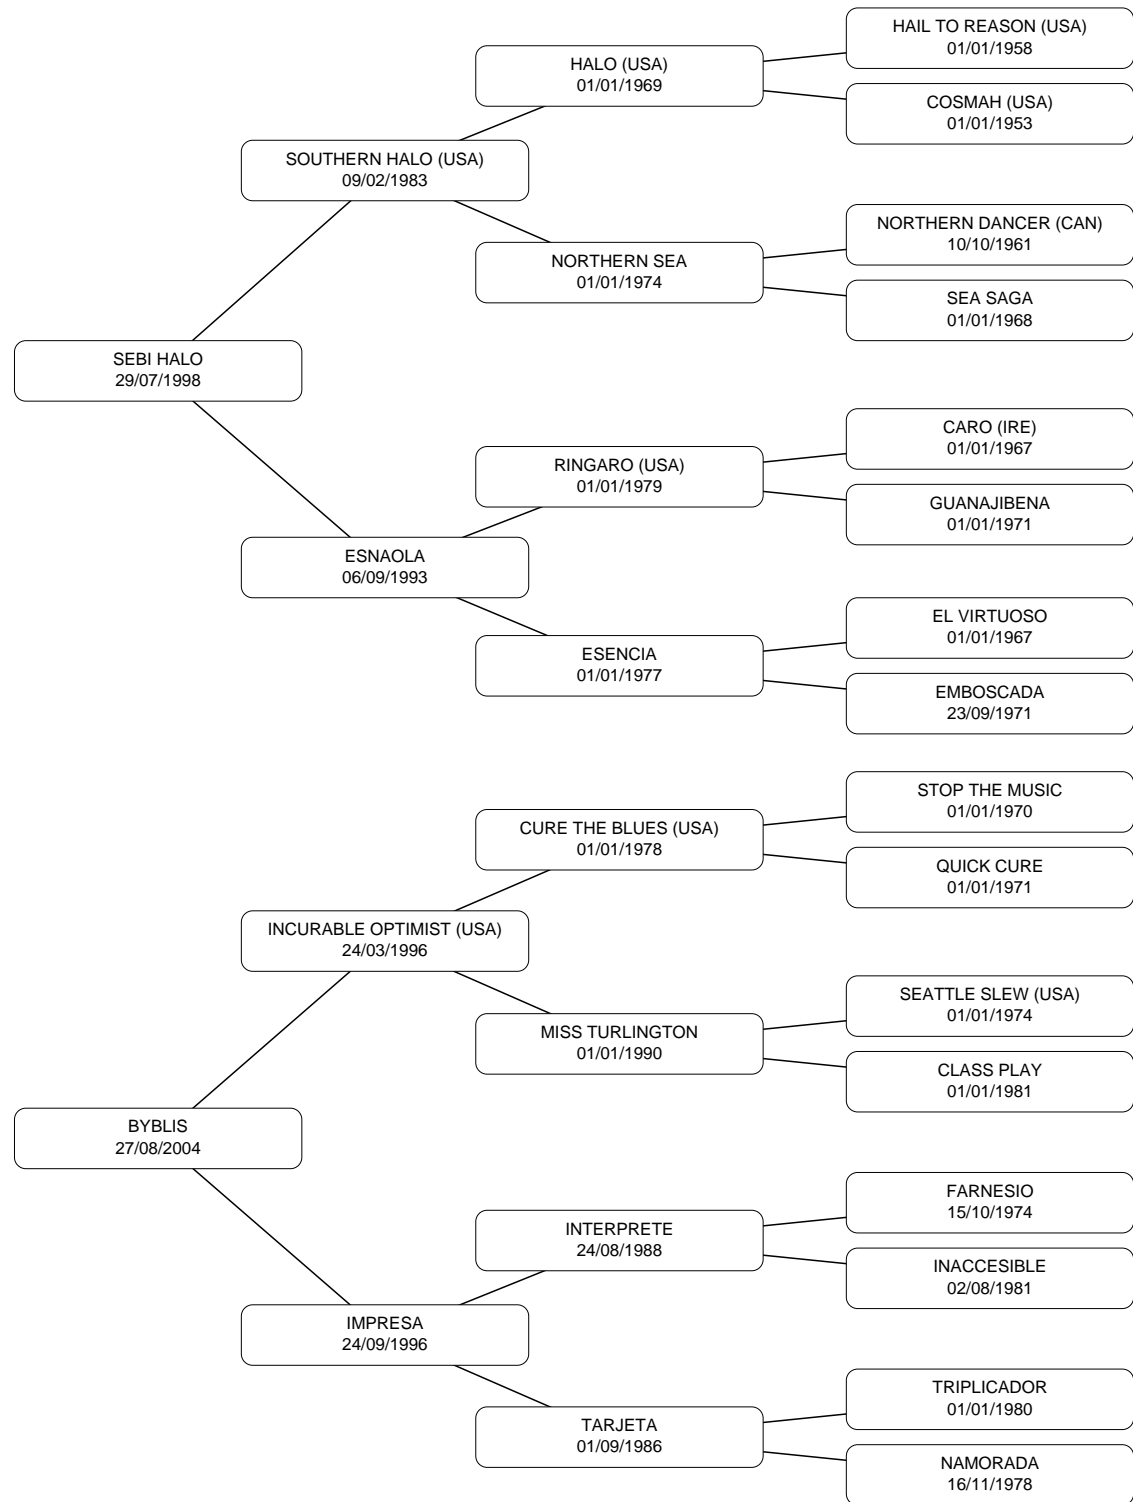 HAIL TO REASON (USA)
01/01/1958
HALO (USA)
01/01/1969
COSMAH (USA)
01/01/1953
SOUTHERN HALO (USA)
09/02/1983
NORTHERN DANCER (CAN)
10/10/1961
NORTHERN SEA
01/01/1974
SEA SAGA
01/01/1968
SEBI HALO
29/07/1998
CARO (IRE)
01/01/1967
RINGARO (USA)
01/01/1979
GUANAJIBENA
01/01/1971
ESNAOLA
06/09/1993
EL VIRTUOSO
01/01/1967
ESENCIA
01/01/1977
EMBOSCADA
23/09/1971
STOP THE MUSIC
01/01/1970
CURE THE BLUES (USA)
01/01/1978
QUICK CURE
01/01/1971
INCURABLE OPTIMIST (USA)
24/03/1996
SEATTLE SLEW (USA)
01/01/1974
MISS TURLINGTON
01/01/1990
CLASS PLAY
01/01/1981
BYBLIS
27/08/2004
FARNESIO
15/10/1974
INTERPRETE
24/08/1988
INACCESIBLE
02/08/1981
IMPRESA
24/09/1996
TRIPLICADOR
01/01/1980
TARJETA
01/09/1986
NAMORADA
16/11/1978